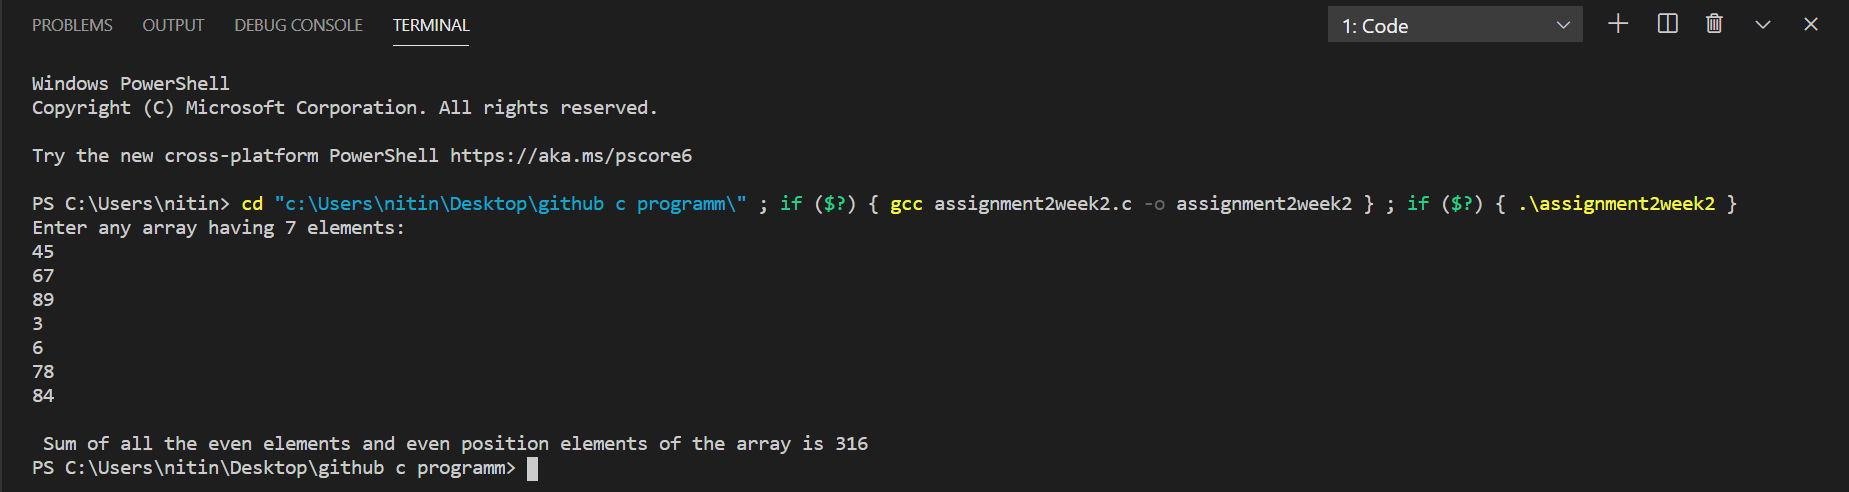 PROBLEMS OUTPUT DEBUG CONSOLE TERMINAL 1: Code
Windows PowerShell
Copyright (C) Microsoft Corporation. All rights reserved.
Try the new cross-platform PowerShell https://aka.ms/pscore6
PS C:\Users\nitin> cd "c:\Users\nitin\Desktop\github c programm\" ; if ($?) { gcc assignment2week2.c -o assignment2week2 } ; if ($?) { .\assignment2week2 }
Enter any array having 7 elements:
45
67
89
3
6
78
84
Sum of all the even elements and even position elements of the array is 316
PS C:\Users\nitin\Desktop\github c programm>